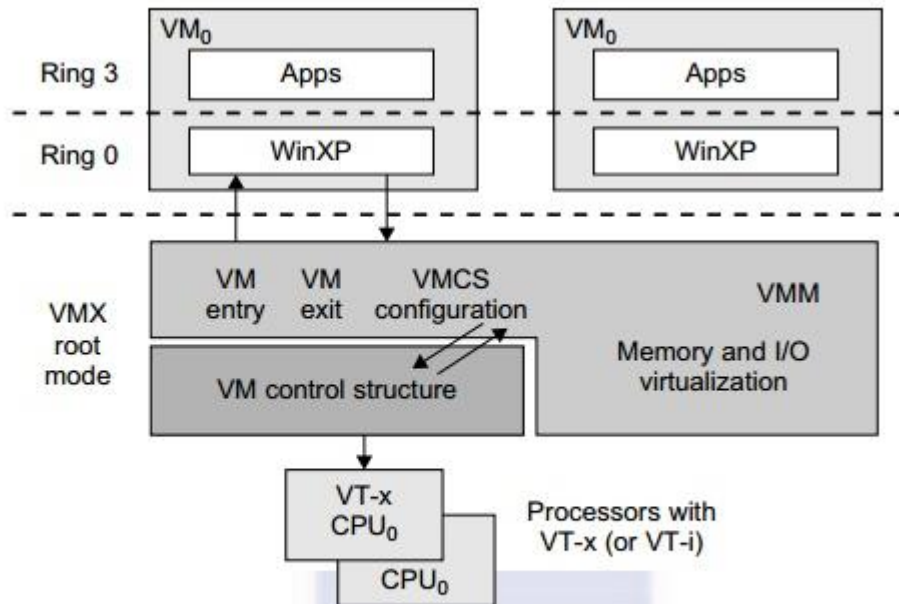 VM₀
VM₀
Ring 3
Apps
Apps
Ring 0
WinXP
WinXP
VMX
root
mode
VM
entry
VM
exit
VMCS
configuration
VMM
Memory and I/O
virtualization
VM control structure
VT-x
CPU₀
CPU₀
Processors with
VT-x (or VT-i)